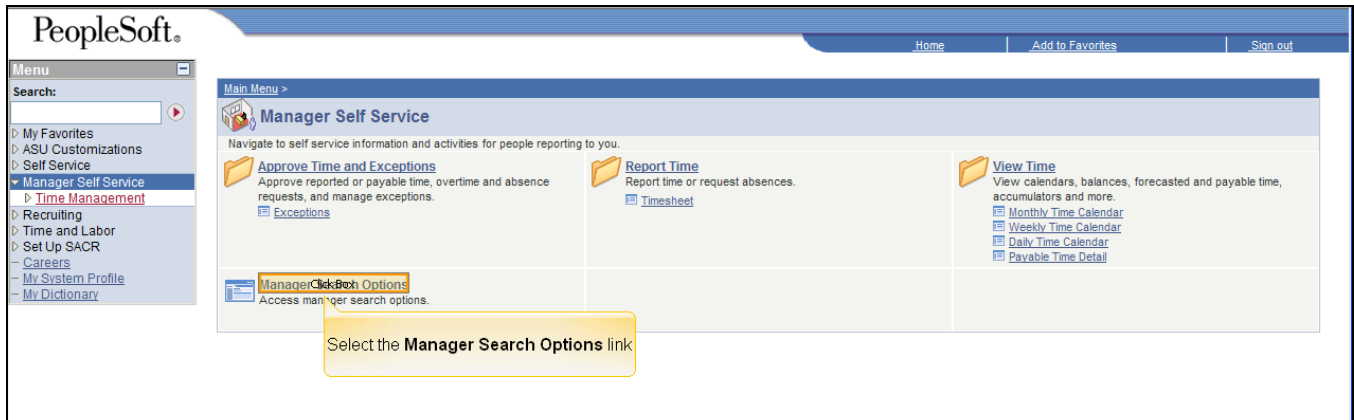 PeopleSoft®
Home
Add to Favorites
Sign out
Menu
Search:
My Favorites
ASU Customizations
Self Service
Manager Self Service
Time Management
Recruiting
Time and Labor
Set Up SACR
Careers
My System Profile
My Dictionary
Main Menu >
Manager Self Service
Navigate to self service information and activities for people reporting to you.
Approve Time and Exceptions
Approve reported or payable time, overtime and absence
requests, and manage exceptions.
Exceptions
Report Time
Report time or request absences.
Timesheet
View Time
View calendars, balances, forecasted and payable time,
accumulators and more.
Monthly Time Calendar
Weekly Time Calendar
Daily Time Calendar
Payable Time Detail
Manager Search Options
Click Box
Access manager search options.
Select the Manager Search Options link